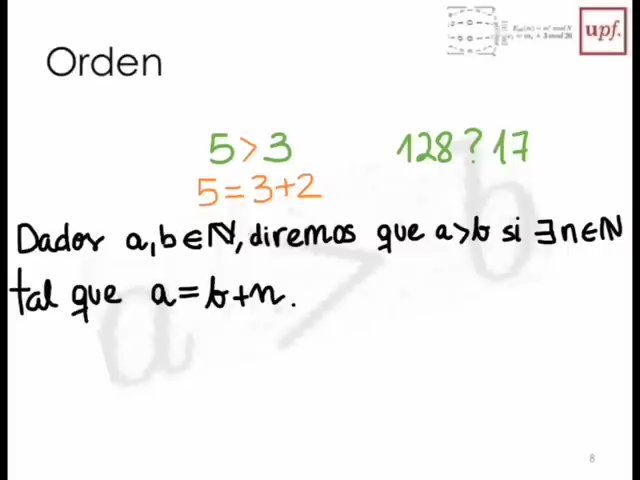 upf.
Orden
5 > 3 128 ? 17
5 = 3 + 2
Dados a, b ∈ ℕ, diremos que a > b si ∃ n ∈ ℕ
tal que a = b + n.
a > b
8